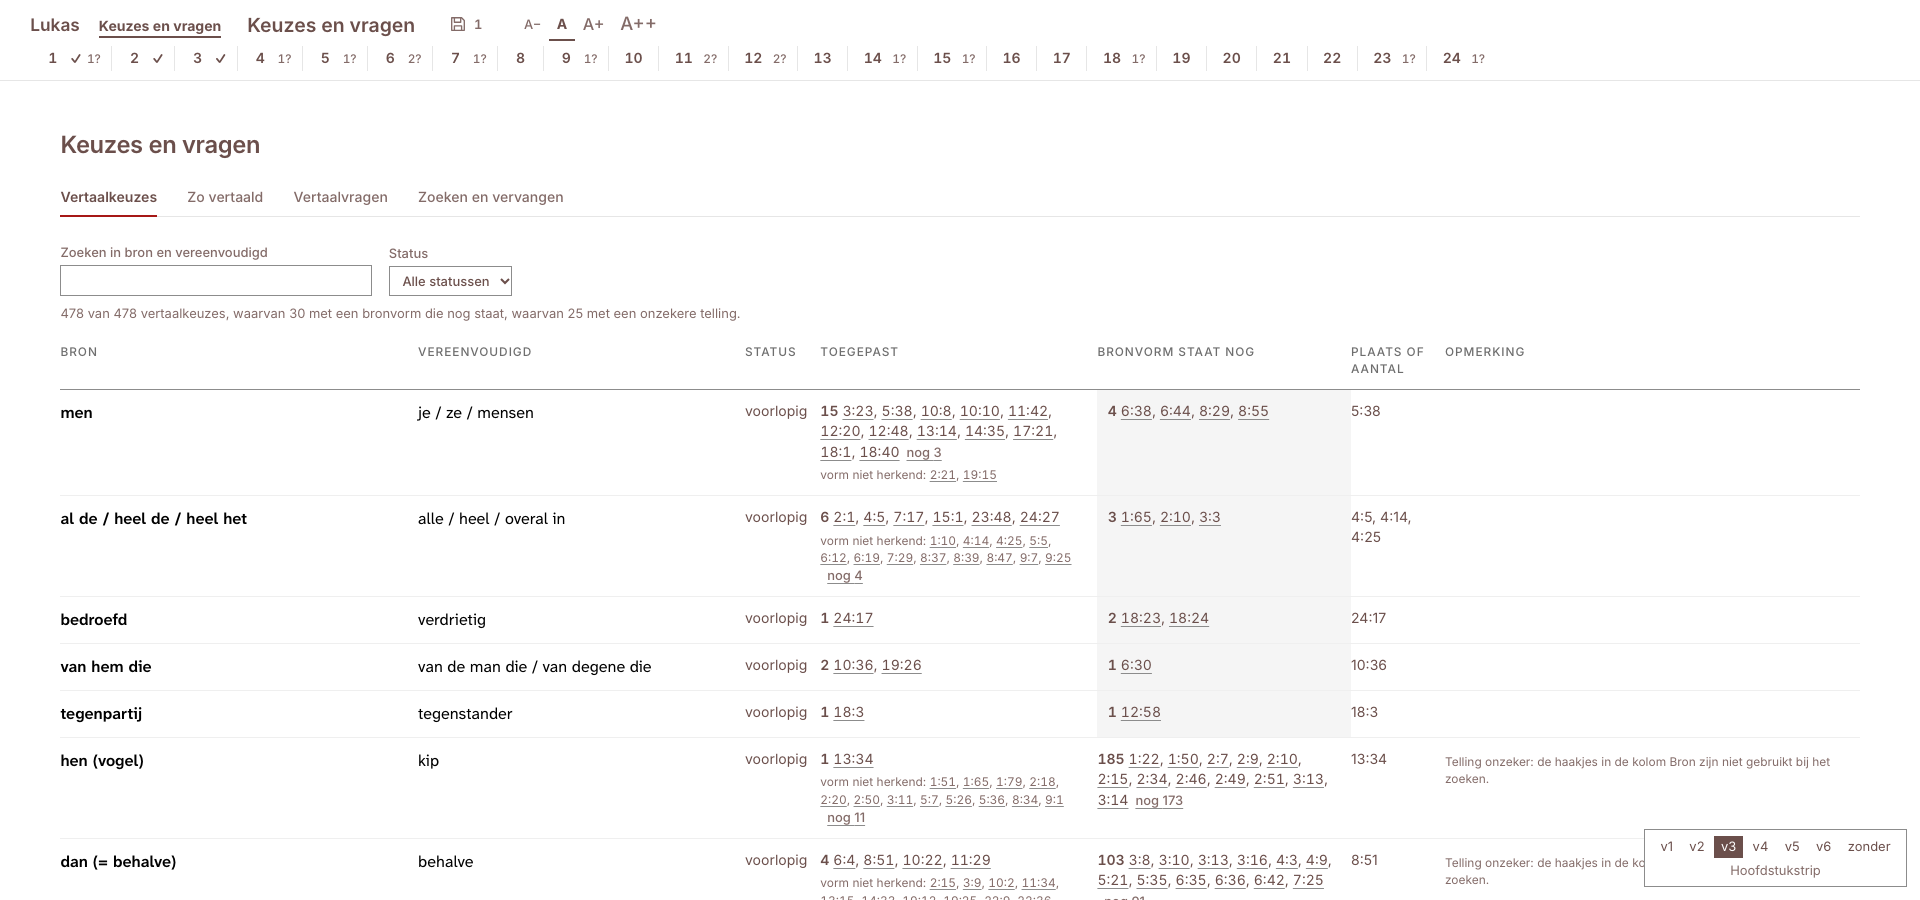 Lukas Keuzes en vragen Keuzes en vragen 1 A− A A+ A++
1 ✓ 1? 2 ✓ 3 ✓ 4 1? 5 1? 6 2? 7 1? 8 9 1? 10 11 2? 12 2? 13 14 1? 15 1? 16 17 18 1? 19 20 21 22 23 1? 24 1?
Keuzes en vragen
Vertaalkeuzes Zo vertaald Vertaalvragen Zoeken en vervangen
Zoeken in bron en vereenvoudigd Status
Alle statussen
478 van 478 vertaalkeuzes, waarvan 30 met een bronvorm die nog staat, waarvan 25 met een onzekere telling.
BRON VEREENVOUDIGD STATUS TOEGEPAST BRONVORM STAAT NOG PLAATS OF AANTAL OPMERKING
men je / ze / mensen voorlopig 15 3:23, 5:38, 10:8, 10:10, 11:42, 4 6:38, 6:44, 8:29, 8:55 5:38
12:20, 12:48, 13:14, 14:35, 17:21,
18:1, 18:40 nog 3
vorm niet herkend: 2:21, 19:15
al de / heel de / heel het alle / heel / overal in voorlopig 6 2:1, 4:5, 7:17, 15:1, 23:48, 24:27 3 1:65, 2:10, 3:3 4:5, 4:14,
4:25
vorm niet herkend: 1:10, 4:14, 4:25, 5:5,
6:12, 6:19, 7:29, 8:37, 8:39, 8:47, 9:7, 9:25
nog 4
bedroefd verdrietig voorlopig 1 24:17 2 18:23, 18:24 24:17
van hem die van de man die / van degene die voorlopig 2 10:36, 19:26 1 6:30 10:36
tegenpartij tegenstander voorlopig 1 18:3 1 12:58 18:3
hen (vogel) kip voorlopig 1 13:34 185 1:22, 1:50, 2:7, 2:9, 2:10, 13:34 Telling onzeker: de haakjes in de kolom Bron zijn niet gebruikt bij het
2:15, 2:34, 2:46, 2:49, 2:51, 3:13, zoeken.
3:14 nog 173
vorm niet herkend: 1:51, 1:65, 1:79, 2:18,
2:20, 2:50, 3:11, 5:7, 5:26, 5:36, 8:34, 9:1
nog 11
dan (= behalve) behalve voorlopig 4 6:4, 8:51, 10:22, 11:29 103 3:8, 3:10, 3:13, 3:16, 4:3, 4:9, 8:51 Telling onzeker: de haakjes in de
5:21, 5:35, 6:35, 6:36, 6:42, 7:25 zoeken.
vorm niet herkend: 2:15, 3:9, 10:2, 11:34,
v1 v2 v3 v4 v5 v6 zonder
Hoofdstukstrip